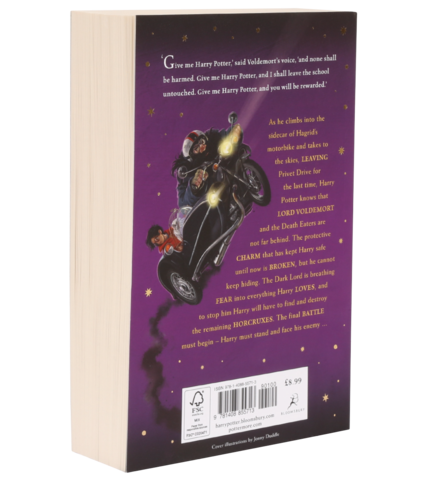 'Give me Harry Potter,' said Voldemort's voice, 'and none shall
be harmed. Give me Harry Potter, and I shall leave the school
untouched. Give me Harry Potter, and you will be rewarded.'
As he climbs into the
sidecar of Hagrid's
motorbike and takes to
the skies, LEAVING
Privet Drive for
the last time, Harry
Potter knows that
LORD VOLDEMORT
and the Death Eaters are
not far behind. The protective
CHARM that has kept Harry safe
until now is BROKEN, but he cannot
keep hiding. The Dark Lord is breathing
FEAR into everything Harry LOVES, and
to stop him Harry will have to find and destroy
the remaining HORCRUXES. The final BATTLE
must begin – Harry must stand and face his enemy ...
£8.99
FSC
BLOOMSBURY
harrypotter.bloomsbury.com
pottermore.com
Cover illustrations by Jonny Duddle